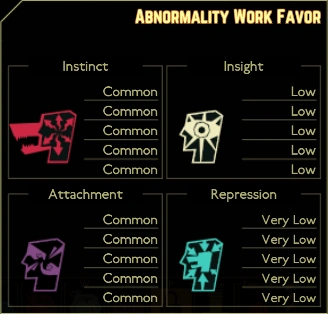 Abnormality Work Favor
Instinct
Common
Common
Common
Common
Common
Insight
Low
Low
Low
Low
Low
Attachment
Common
Common
Common
Common
Common
Repression
Very Low
Very Low
Very Low
Very Low
Very Low